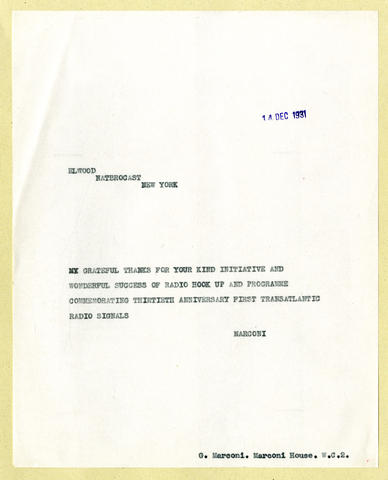 14 DEC 1931
ELWOOD
NATBROCAST
NEW YORK
MY GRATEFUL THANKS FOR YOUR KIND INITIATIVE AND
WONDERFUL SUCCESS OF RADIO HOOK UP AND PROGRAMME
COMMEMORATING THIRTIETH ANNIVERSARY FIRST TRANSATLANTIC
RADIO SIGNALS
MARCONI
G. Marconi. Marconi House. W.C.2.